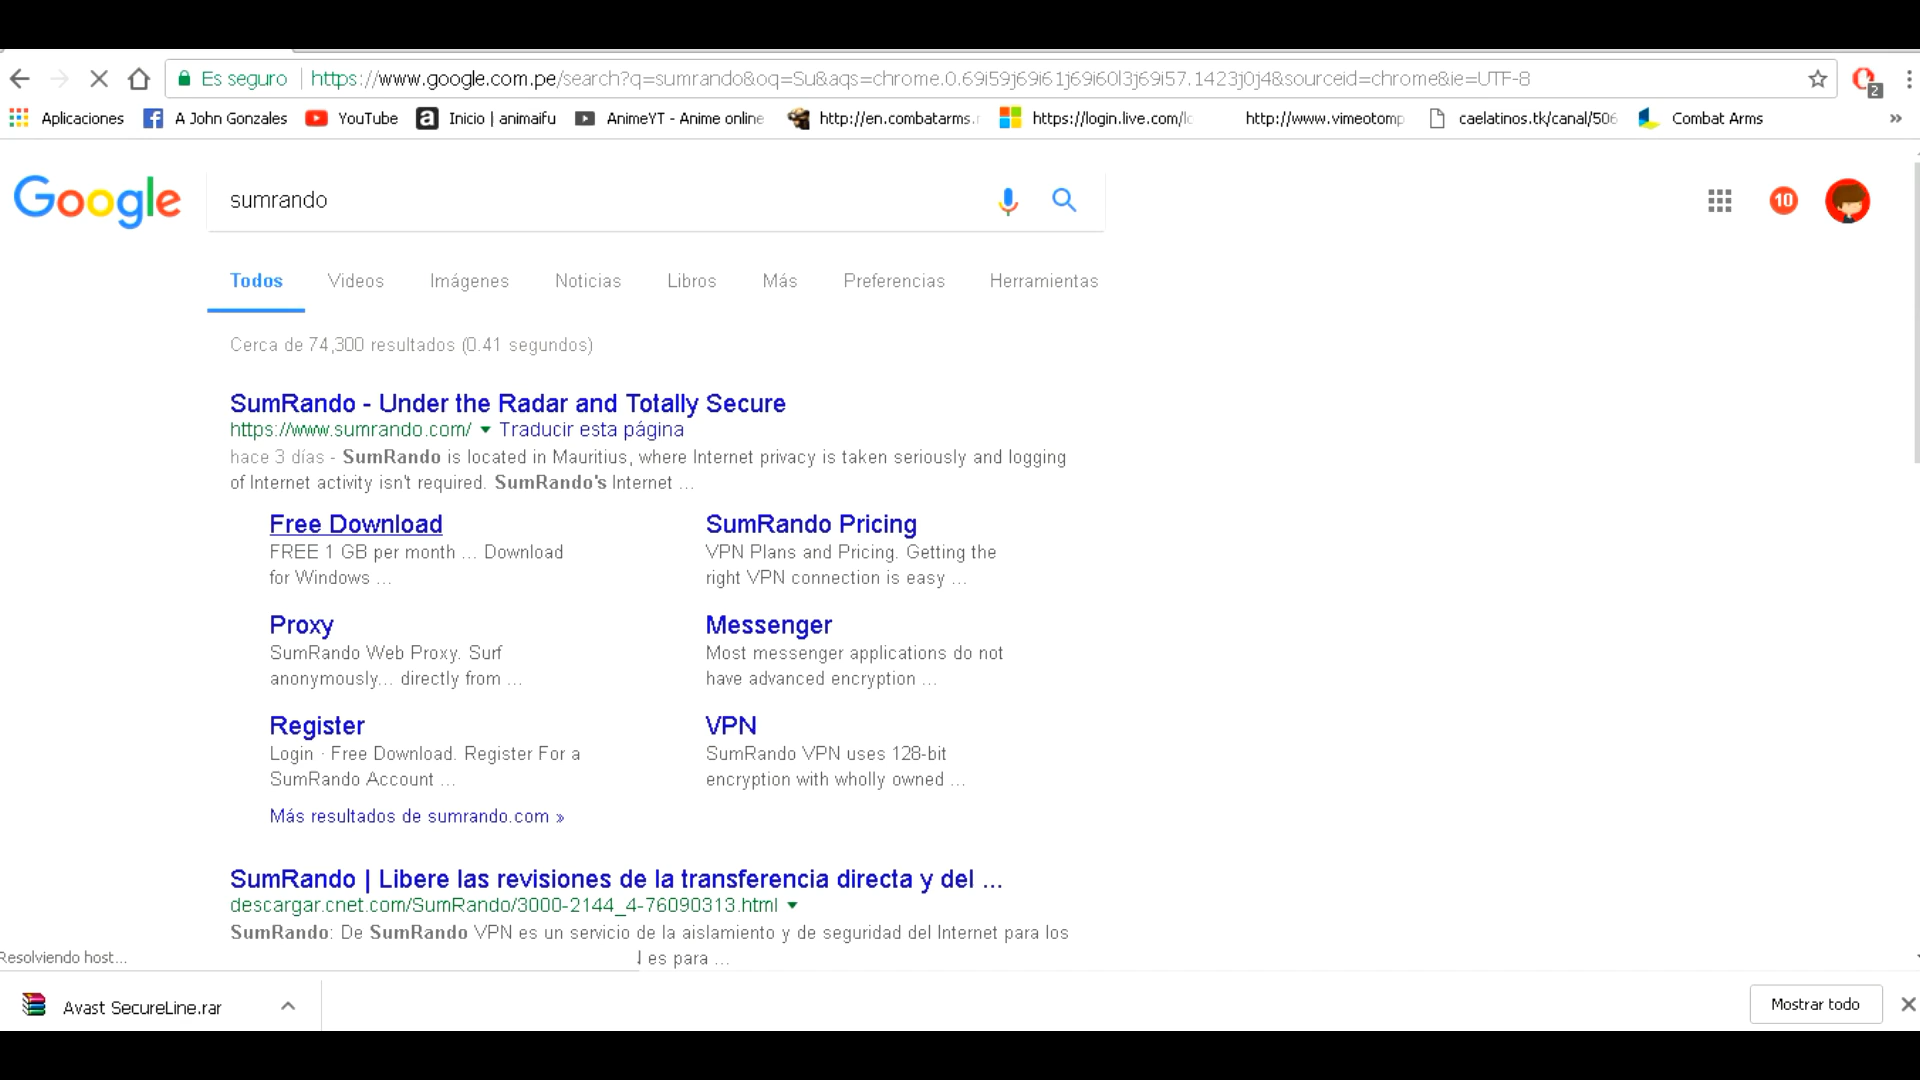 Es seguro https://www.google.com.pe/search?q=sumrando&oq=Su&aqs=chrome.0.69i59j69i61j69i60l3j69i57.1423j0j4&sourceid=chrome&ie=UTF-8
2
Aplicaciones A John Gonzales YouTube Inicio | animaifu AnimeYT - Anime online http://en.combatarms. https://login.live.com/ http://www.vimeotomp caelatinos.tk/canal/506 Combat Arms »
Google sumrando 10
Todos Videos Imágenes Noticias Libros Más Preferencias Herramientas
Cerca de 74,300 resultados (0.41 segundos)
SumRando - Under the Radar and Totally Secure
https://www.sumrando.com/ Traducir esta página
hace 3 días - SumRando is located in Mauritius, where Internet privacy is taken seriously and logging
of Internet activity isn't required. SumRando's Internet ...
Free Download
FREE 1 GB per month ... Download
for Windows ...
SumRando Pricing
VPN Plans and Pricing. Getting the
right VPN connection is easy ...
Proxy
SumRando Web Proxy. Surf
anonymously... directly from ...
Messenger
Most messenger applications do not
have advanced encryption ...
Register
Login · Free Download. Register For a
SumRando Account ...
VPN
SumRando VPN uses 128-bit
encryption with wholly owned ...
Más resultados de sumrando.com »
SumRando | Libere las revisiones de la transferencia directa y del ...
descargar.cnet.com/SumRando/3000-2144_4-76090313.html
SumRando: De SumRando VPN es un servicio de la aislamiento y de seguridad del Internet para los
es para ...
Resolviendo host...
Avast SecureLine.rar
Mostrar todo